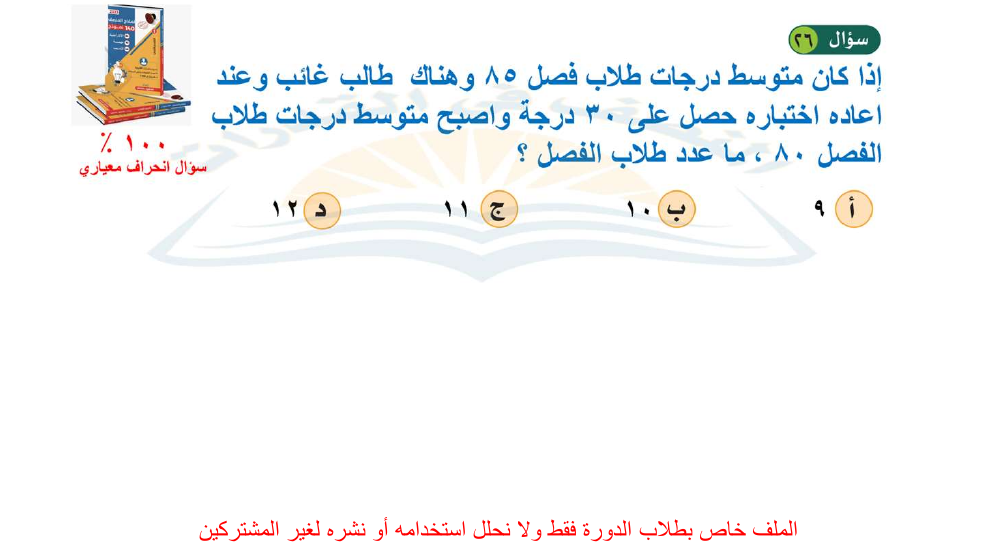 سؤال ٢٦
إذا كان متوسط درجات طلاب فصل ٨٥ وهناك طالب غائب وعند
اعاده اختباره حصل على ٣٠ درجة واصبح متوسط درجات طلاب
الفصل ٨٠ ، ما عدد طلاب الفصل ؟
أ ٩
ب ١٠
ج ١١
د ١٢
١٠٠ ٪
سؤال انحراف معياري
الملف خاص بطلاب الدورة فقط ولا نحلل استخدامه أو نشره لغير المشتركين